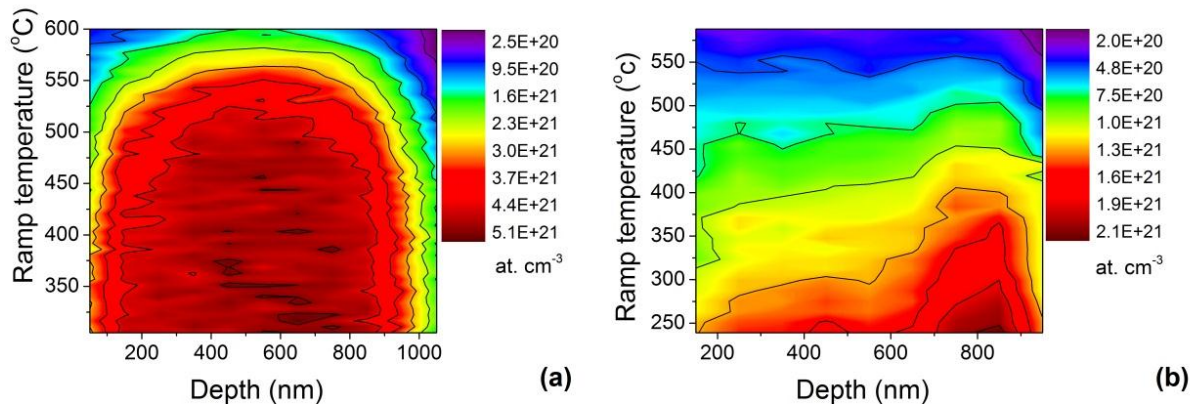 Ramp temperature (°C)
600
550
500
450
400
350
200 400 600 800 1000
Depth (nm)
2.5E+20
9.5E+20
1.6E+21
2.3E+21
3.0E+21
3.7E+21
4.4E+21
5.1E+21
at. cm-3
(a)
Ramp temperature (°c)
550
500
450
400
350
300
250
200 400 600 800
Depth (nm)
2.0E+20
4.8E+20
7.5E+20
1.0E+21
1.3E+21
1.6E+21
1.9E+21
2.1E+21
at. cm-3
(b)